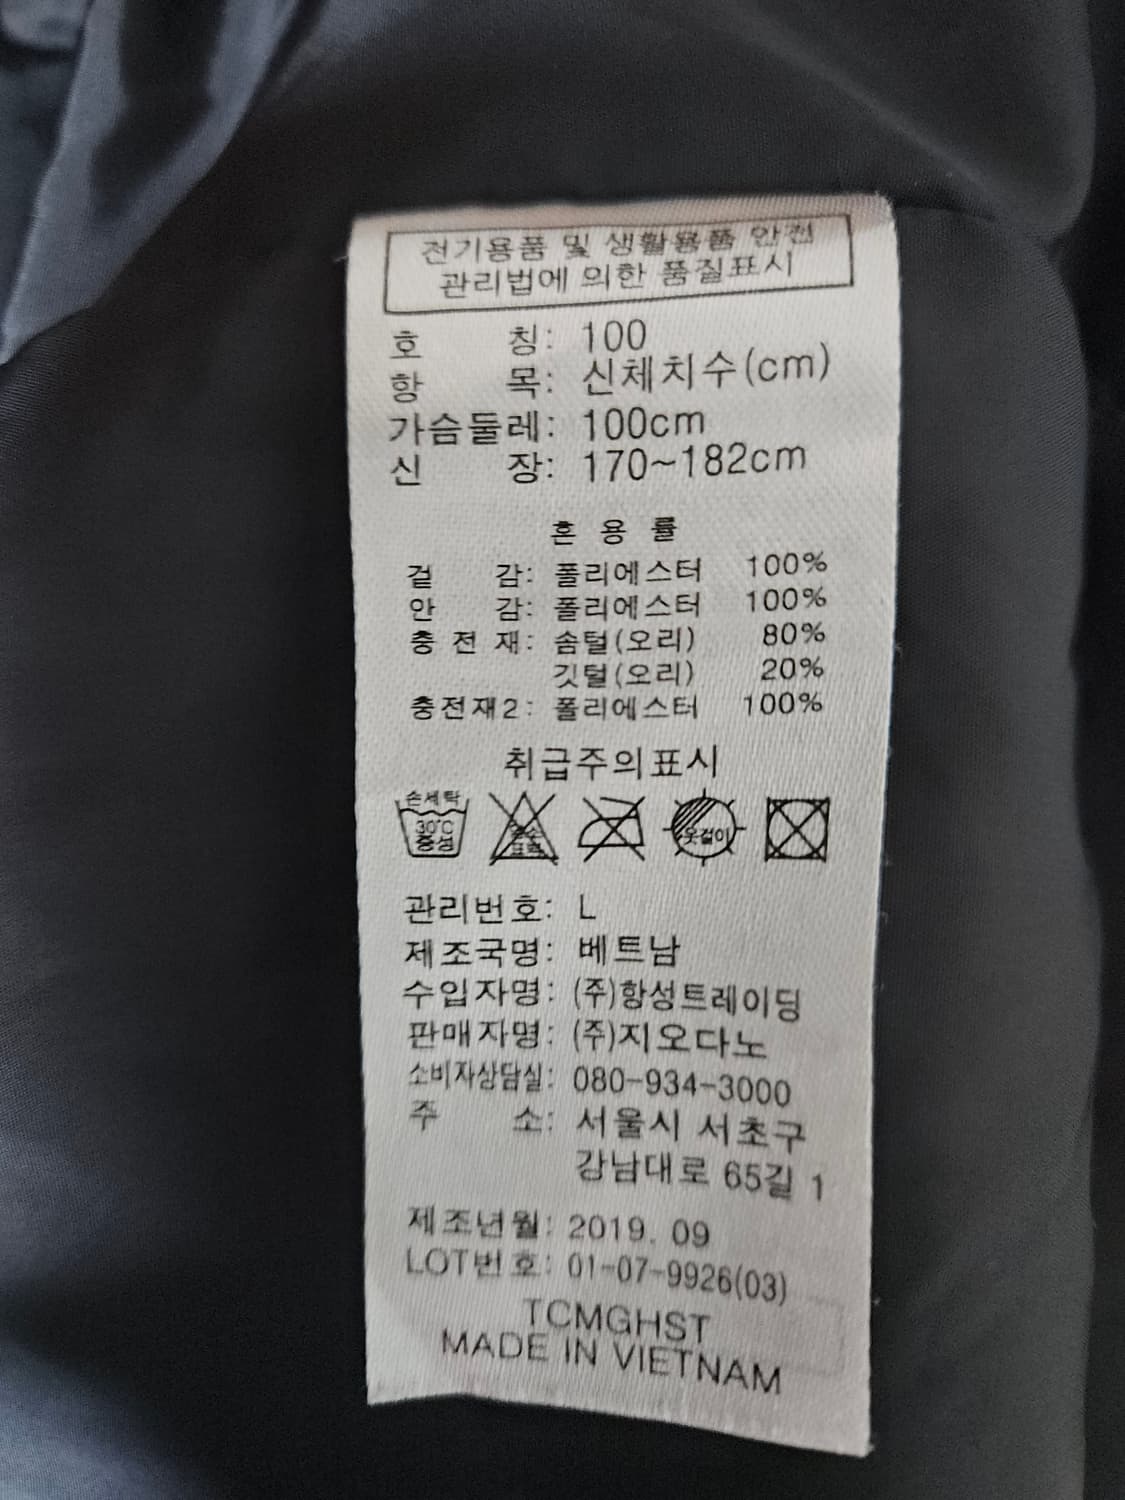 전기용품 및 생활용품 안전
관리법에 의한 품질표시
호 칭: 100
항 목: 신체치수(cm)
가슴둘레: 100cm
신 장: 170~182cm
혼 용 률
겉 감: 폴리에스터 100%
안 감: 폴리에스터 100%
충 전 재: 솜털(오리) 80%
깃털(오리) 20%
충전재2: 폴리에스터 100%
취급주의표시
손세탁
30℃
중성
염소
표백
옷걸이
관리번호: L
제조국명: 베트남
수입자명: (주)항성트레이딩
판매자명: (주)지오다노
소비자상담실: 080-934-3000
주 소: 서울시 서초구
강남대로 65길 1
제조년월: 2019. 09
LOT번호: 01-07-9926(03)
TCMGHST
MADE IN VIETNAM